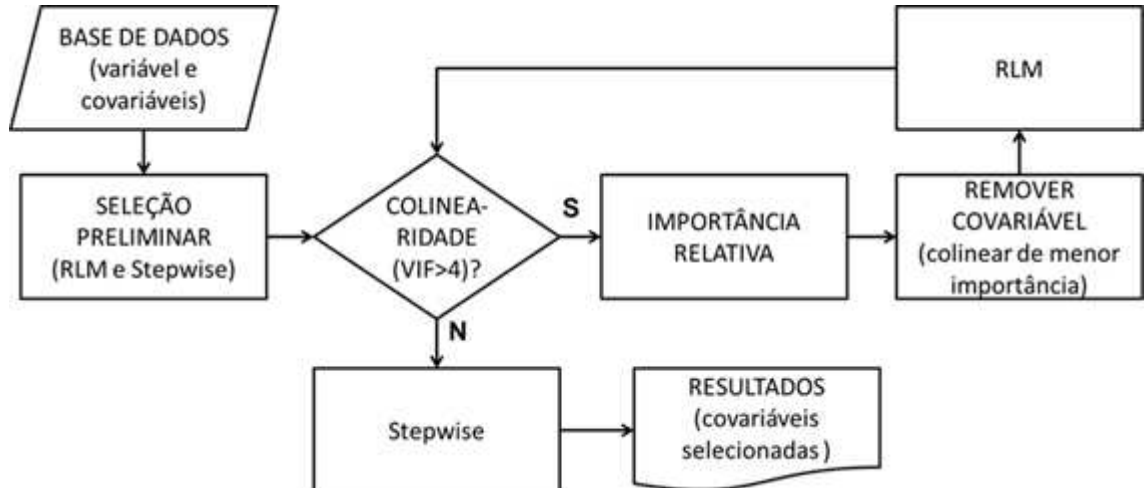 BASE DE DADOS
(variável e
covariáveis)
RLM
SELEÇÃO
PRELIMINAR
(RLM e Stepwise)
COLINEA-
RIDADE
(VIF>4)?
S
IMPORTÂNCIA
RELATIVA
REMOVER
COVARIÁVEL
(colinear de menor
importância)
N
Stepwise
RESULTADOS
(covariáveis
selecionadas )